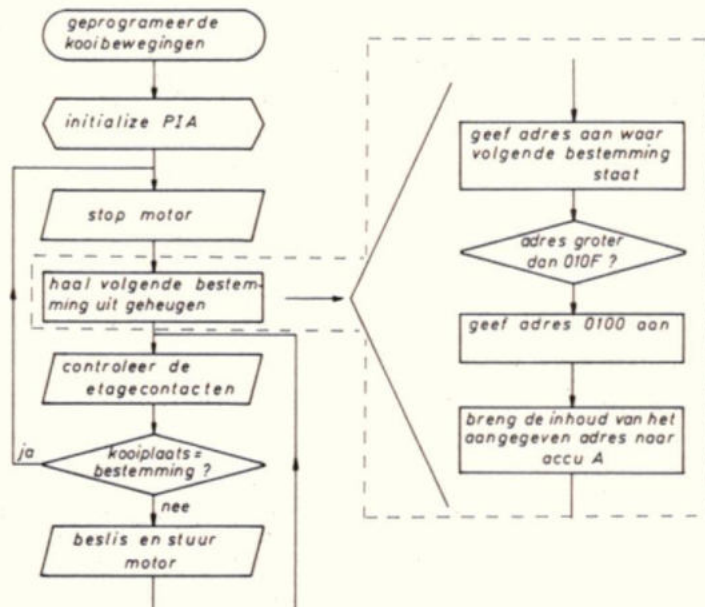 geprogrameerde
kooibewegingen
initialize PIA
stop motor
haal volgende bestem-
ming uit geheugen
controleer de
etagecontacten
ja
kooiplaats=
bestemming ?
nee
beslis en stuur
motor
geef adres aan waar
volgende bestemming
staat
adres groter
dan 010F ?
geef adres 0100 aan
breng de inhoud van het
aangegeven adres naar
accu A